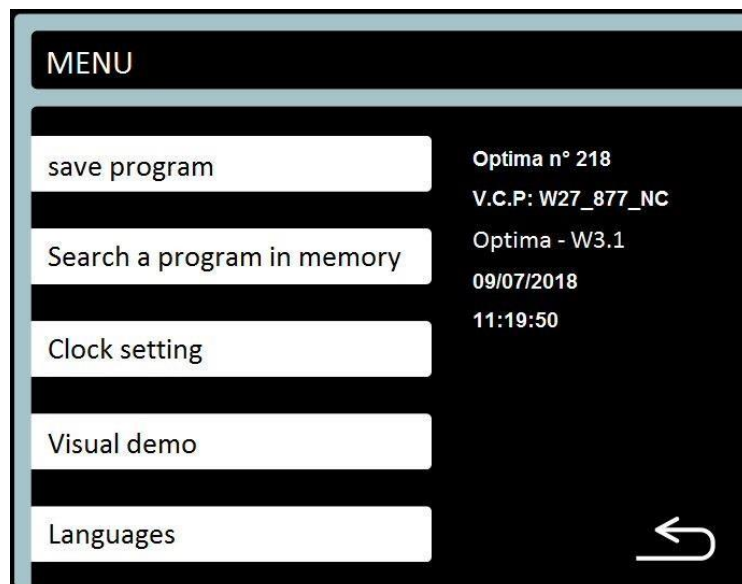 MENU
save program
Search a program in memory
Clock setting
Visual demo
Languages
Optima n° 218
V.C.P: W27_877_NC
Optima - W3.1
09/07/2018
11:19:50